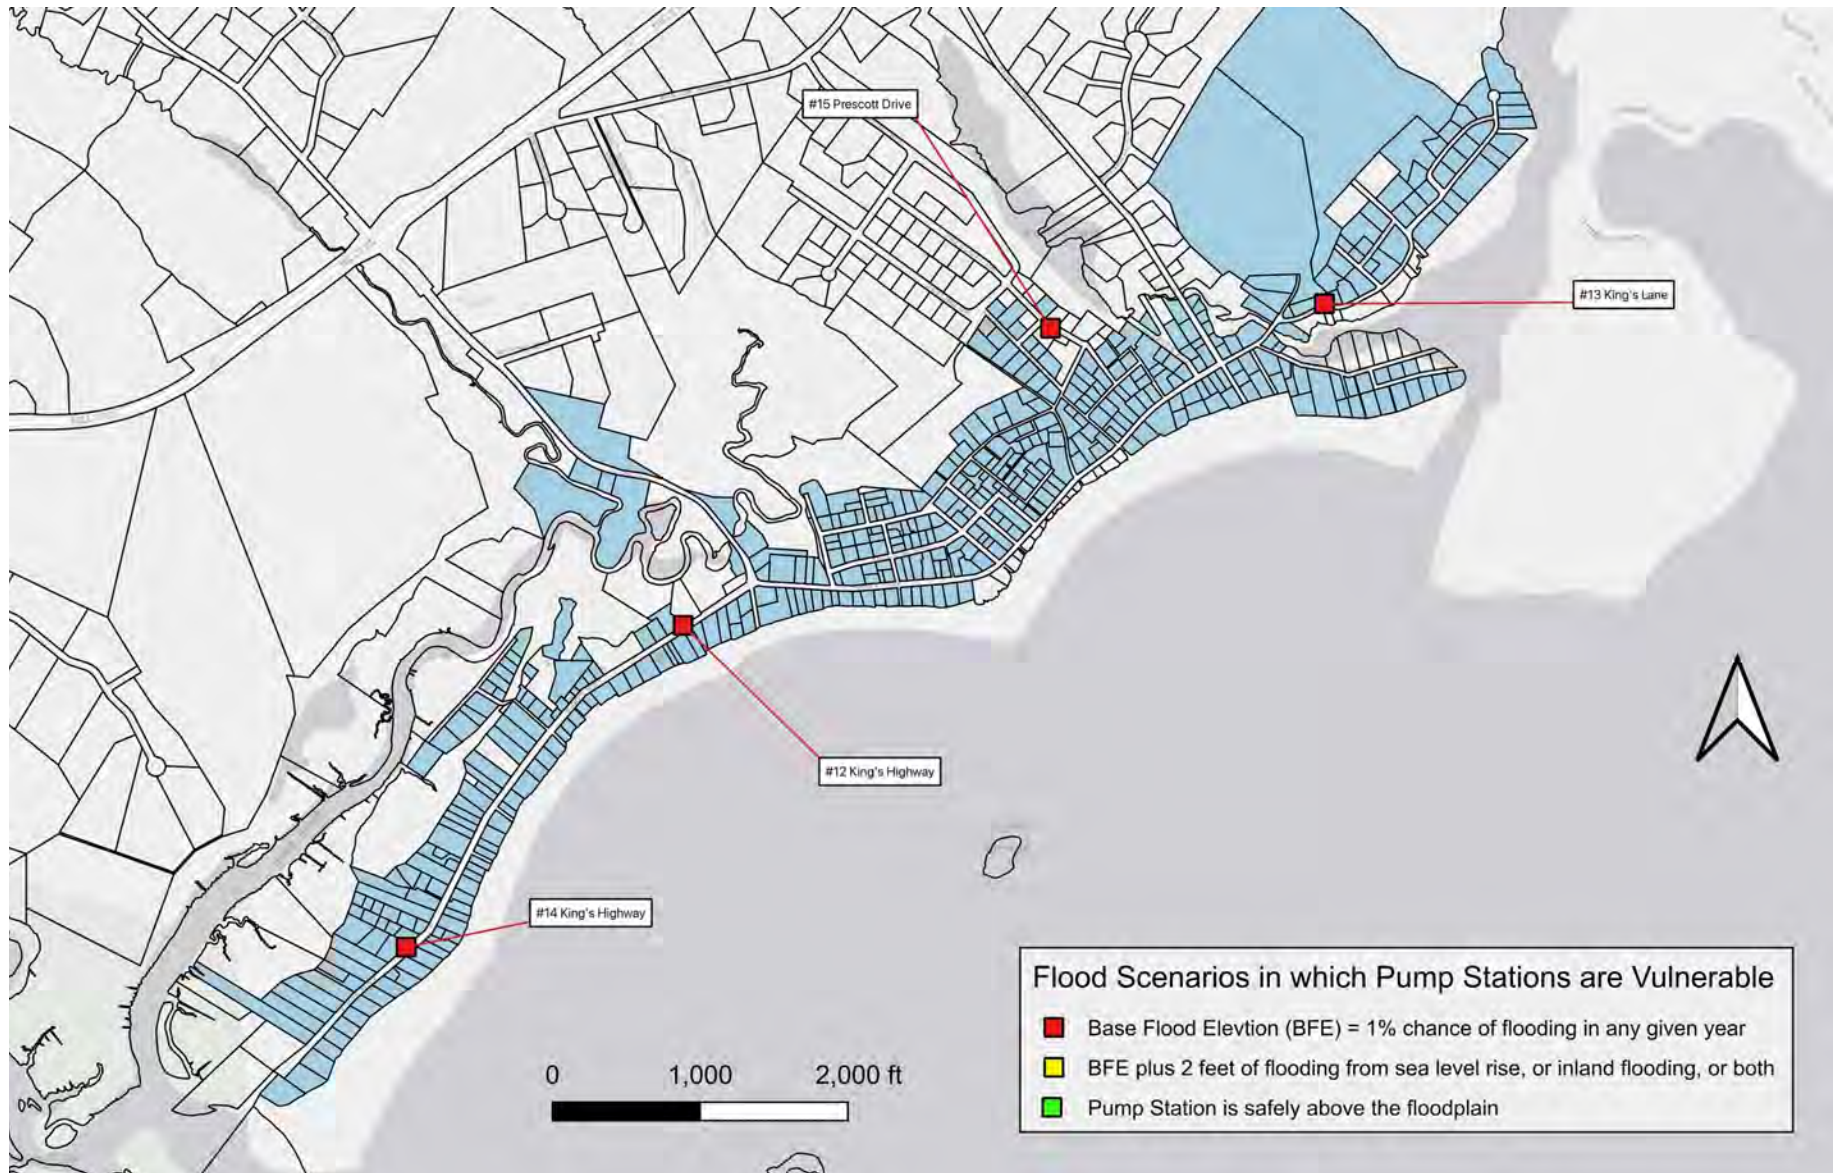 #15 Prescott Drive
#13 King's Lane
#12 King's Highway
#14 King's Highway
0 1,000 2,000 ft
Flood Scenarios in which Pump Stations are Vulnerable
Base Flood Elevtion (BFE) = 1% chance of flooding in any given year
BFE plus 2 feet of flooding from sea level rise, or inland flooding, or both
Pump Station is safely above the floodplain